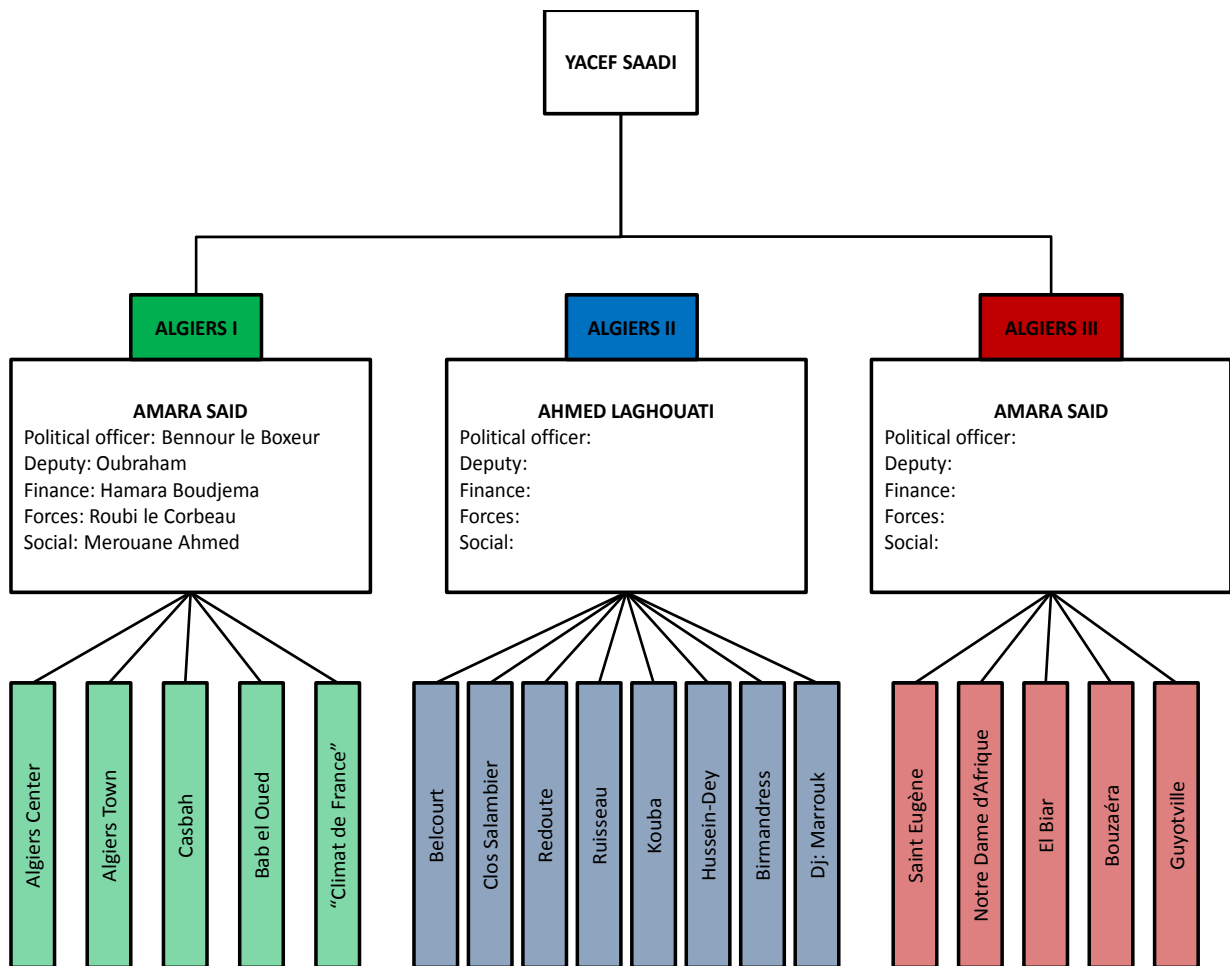 YACEF SAADI
ALGIERS I
AMARA SAID
Political officer: Bennour le Boxeur
Deputy: Oubraham
Finance: Hamara Boudjema
Forces: Roubi le Corbeau
Social: Merouane Ahmed
ALGIERS II
AHMED LAGHOUATI
Political officer:
Deputy:
Finance:
Forces:
Social:
ALGIERS III
AMARA SAID
Political officer:
Deputy:
Finance:
Forces:
Social:
Algiers Center
Algiers Town
Casbah
Bab el Oued
“Climat de France”
Belcourt
Clos Salambier
Redoute
Ruisseau
Kouba
Hussein-Dey
Birmandress
Dj: Marrouk
Saint Eugène
Notre Dame d’Afrique
El Biar
Bouzaéra
Guyotville